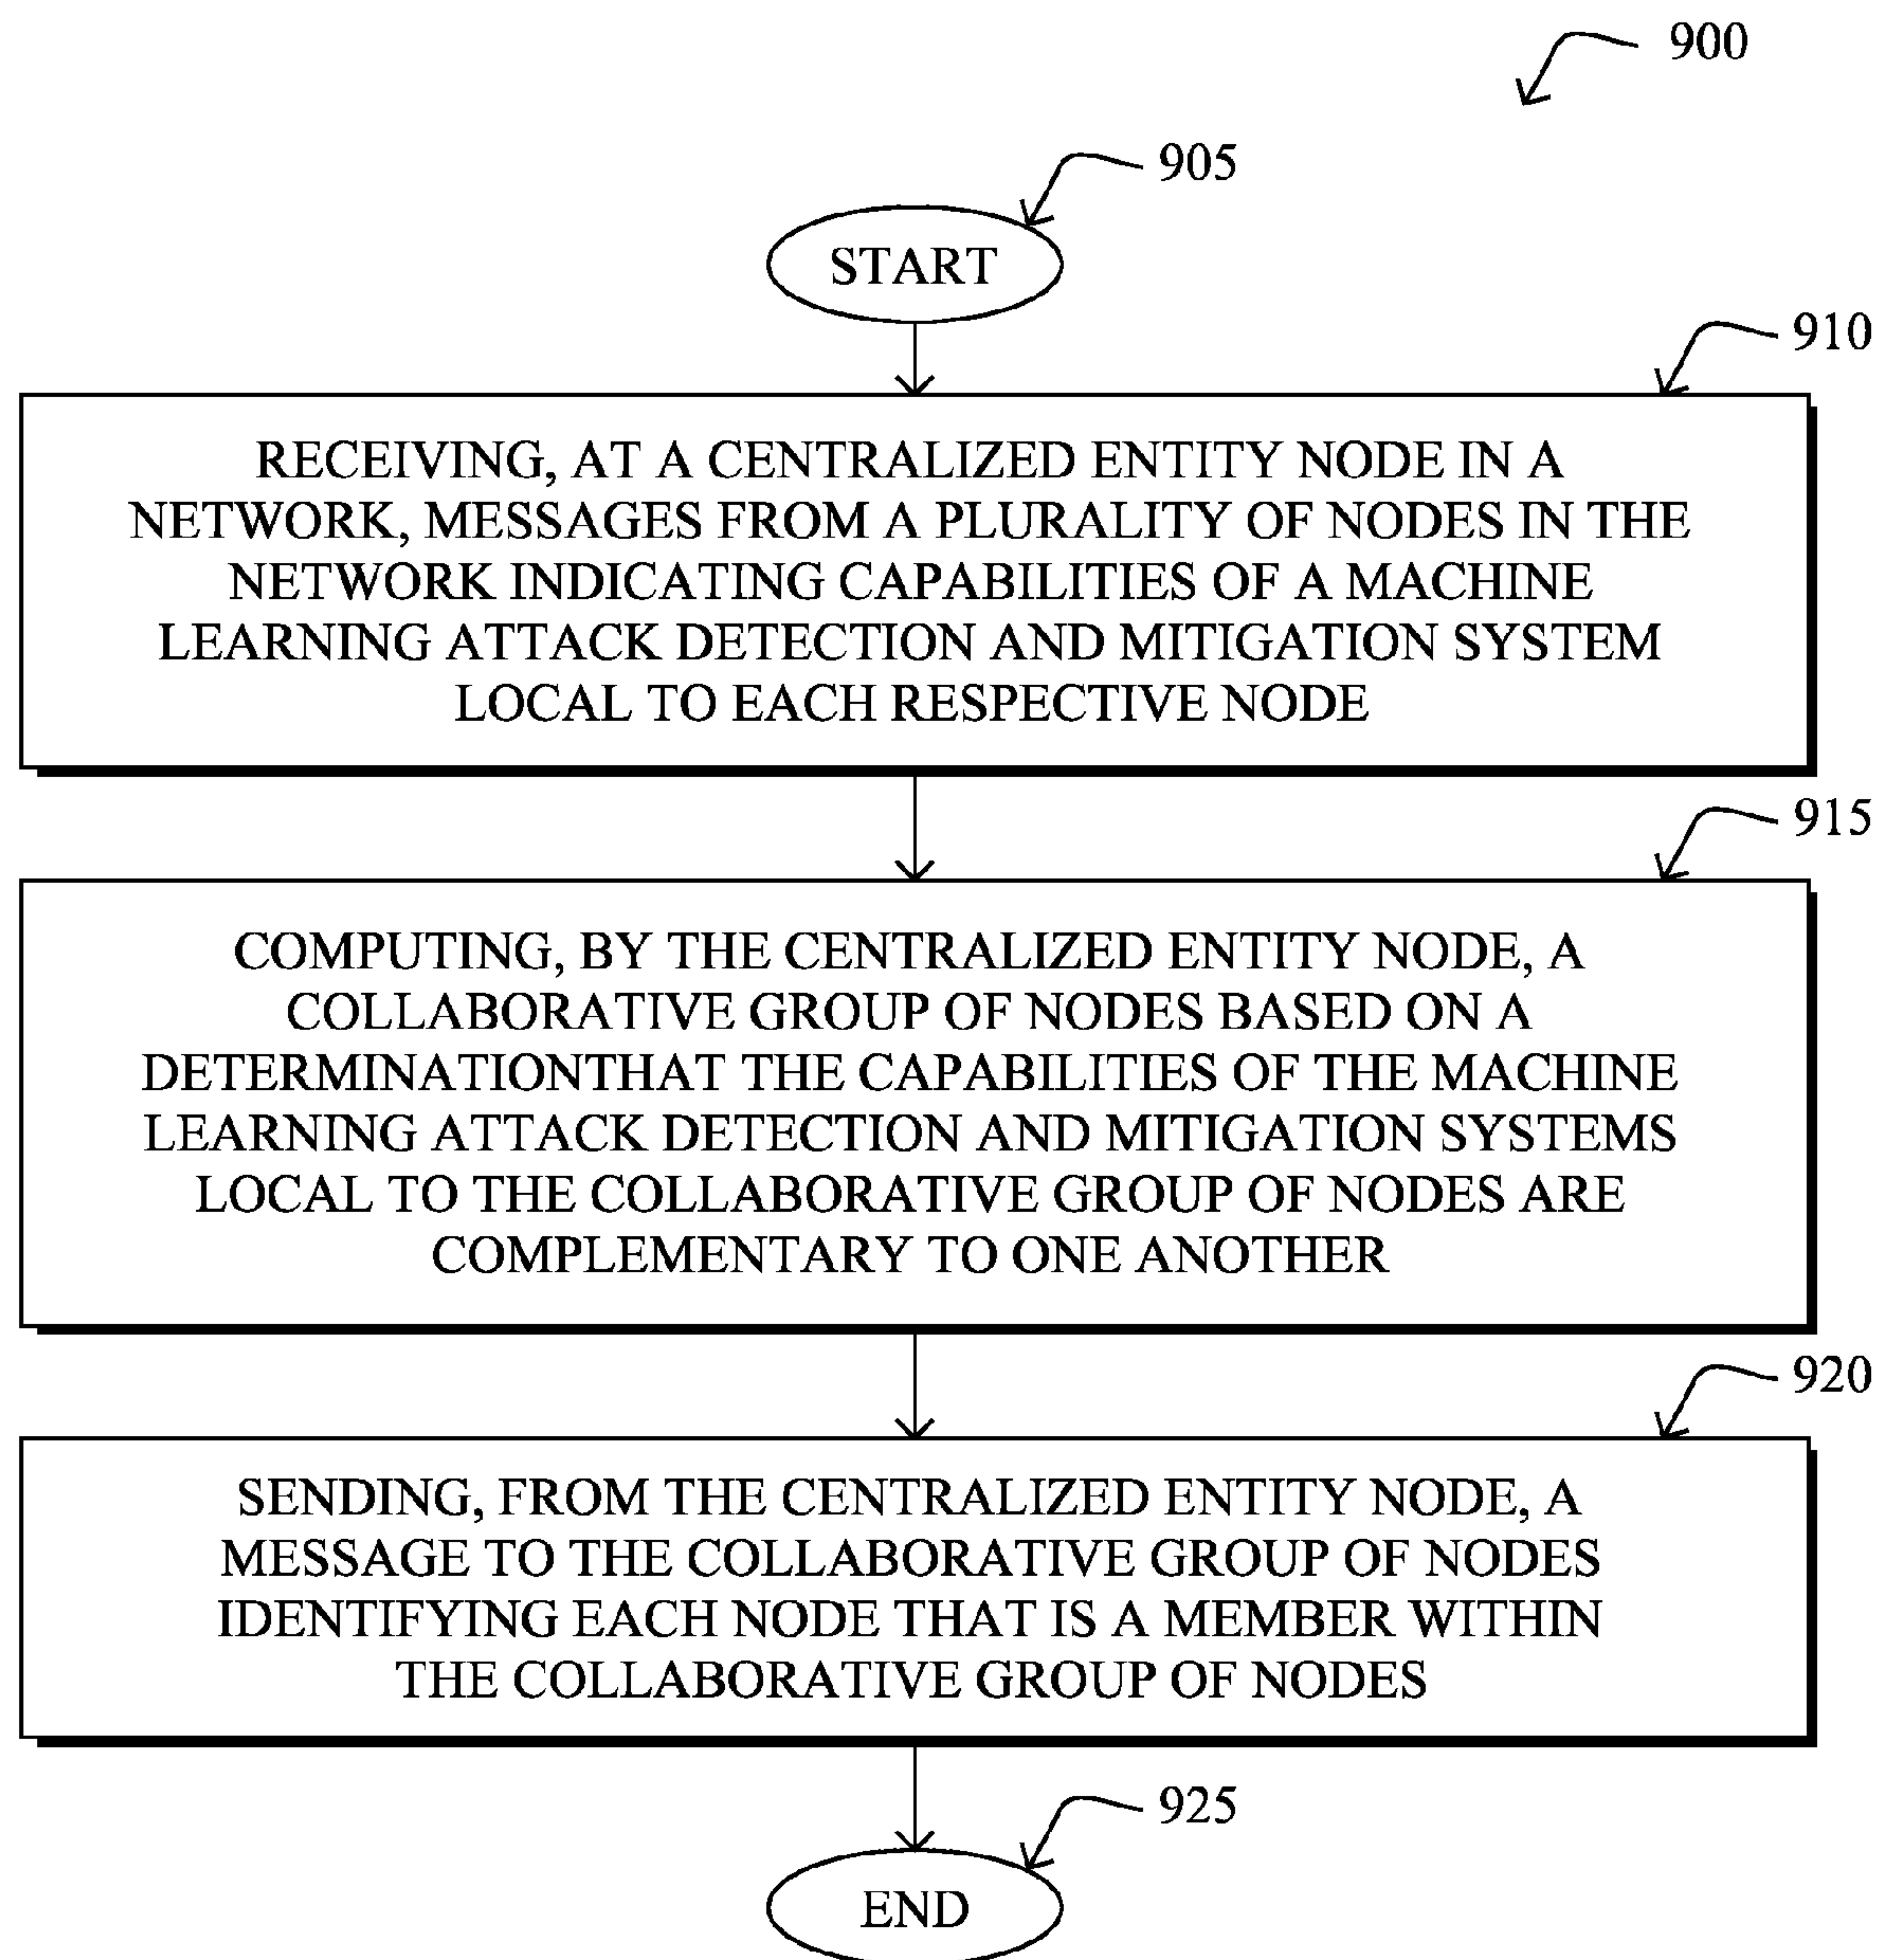 900
905
START
910
RECEIVING, AT A CENTRALIZED ENTITY NODE IN A
NETWORK, MESSAGES FROM A PLURALITY OF NODES IN THE
NETWORK INDICATING CAPABILITIES OF A MACHINE
LEARNING ATTACK DETECTION AND MITIGATION SYSTEM
LOCAL TO EACH RESPECTIVE NODE
915
COMPUTING, BY THE CENTRALIZED ENTITY NODE, A
COLLABORATIVE GROUP OF NODES BASED ON A
DETERMINATIONTHAT THE CAPABILITIES OF THE MACHINE
LEARNING ATTACK DETECTION AND MITIGATION SYSTEMS
LOCAL TO THE COLLABORATIVE GROUP OF NODES ARE
COMPLEMENTARY TO ONE ANOTHER
920
SENDING, FROM THE CENTRALIZED ENTITY NODE, A
MESSAGE TO THE COLLABORATIVE GROUP OF NODES
IDENTIFYING EACH NODE THAT IS A MEMBER WITHIN
THE COLLABORATIVE GROUP OF NODES
925
END